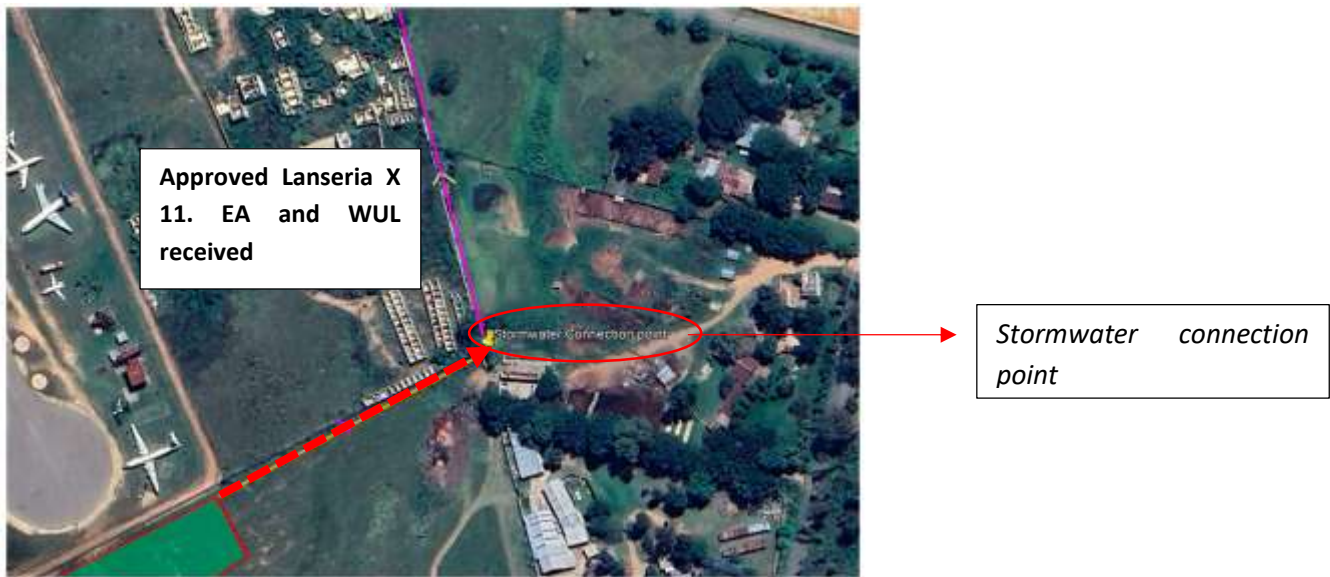 Approved Lanseria X
11. EA and WUL
received
Stormwater Connection point
Stormwater connection
point